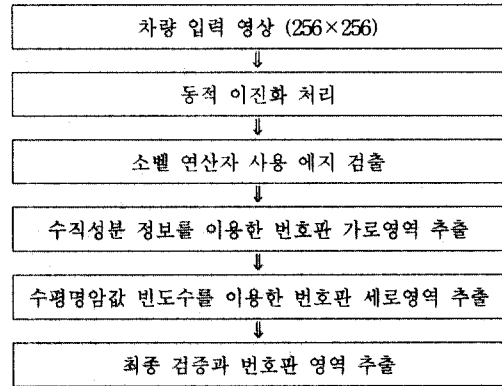 차량 입력 영상 (256×256)
⇓
동적 이진화 처리
⇓
소벨 연산자 사용 에지 검출
⇓
수직성분 정보를 이용한 번호판 가로영역 추출
⇓
수평명암값 빈도수를 이용한 번호판 세로영역 추출
⇓
최종 검증과 번호판 영역 추출